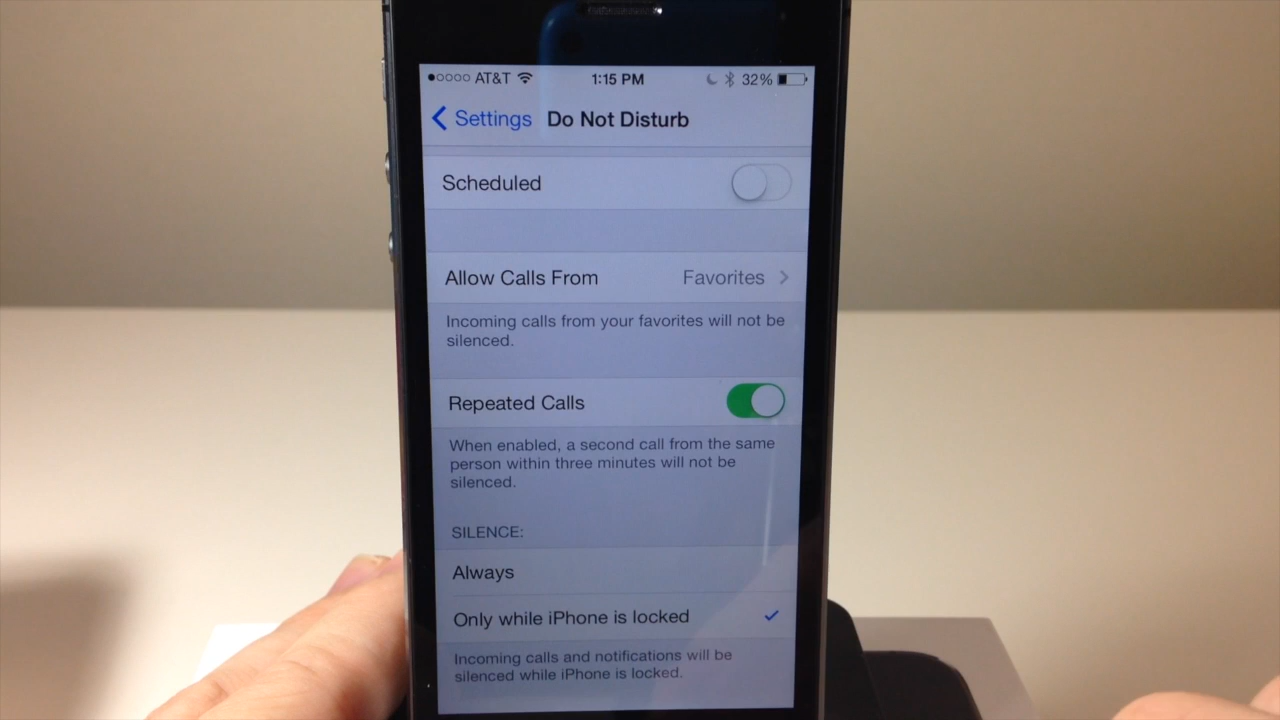 AT&T 1:15 PM 32%
Settings Do Not Disturb
Scheduled
Allow Calls From Favorites
Incoming calls from your favorites will not be
silenced.
Repeated Calls
When enabled, a second call from the same
person within three minutes will not be
silenced.
SILENCE:
Always
Only while iPhone is locked
Incoming calls and notifications will be
silenced while iPhone is locked.